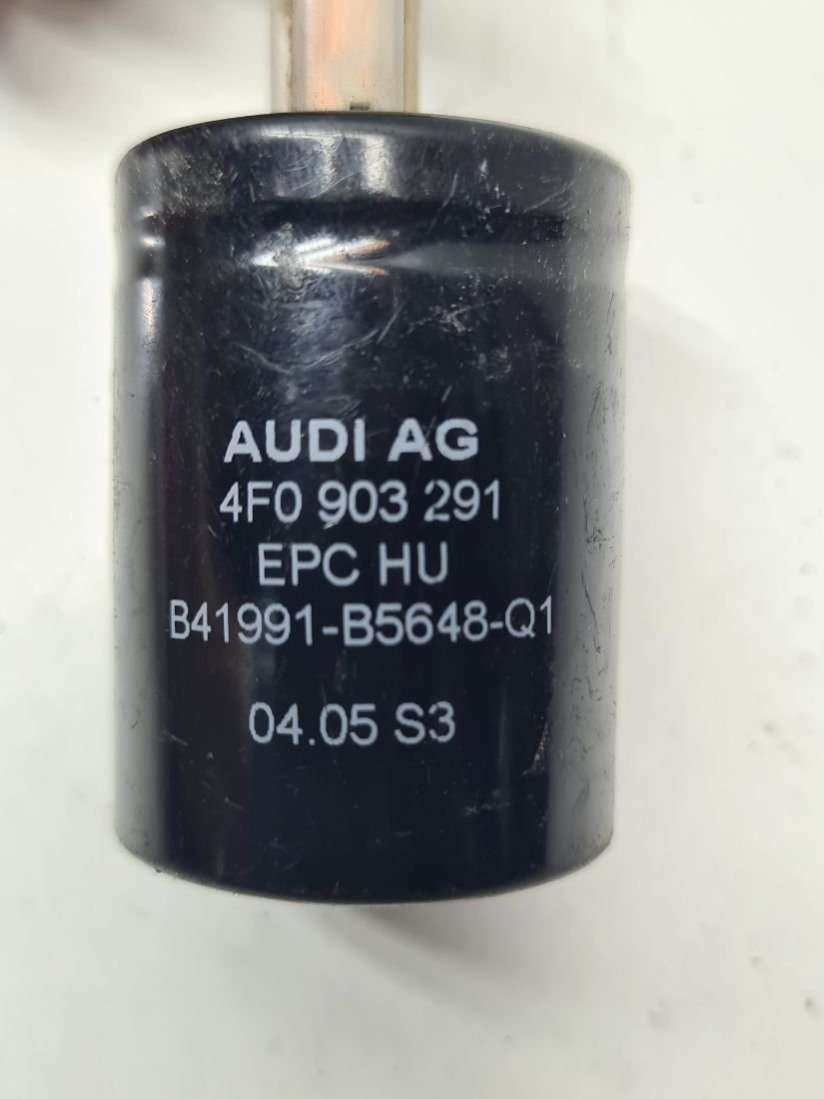 AUDI AG
4F0 903 291
EPC HU
B41991-B5648-Q1
04.05 S3